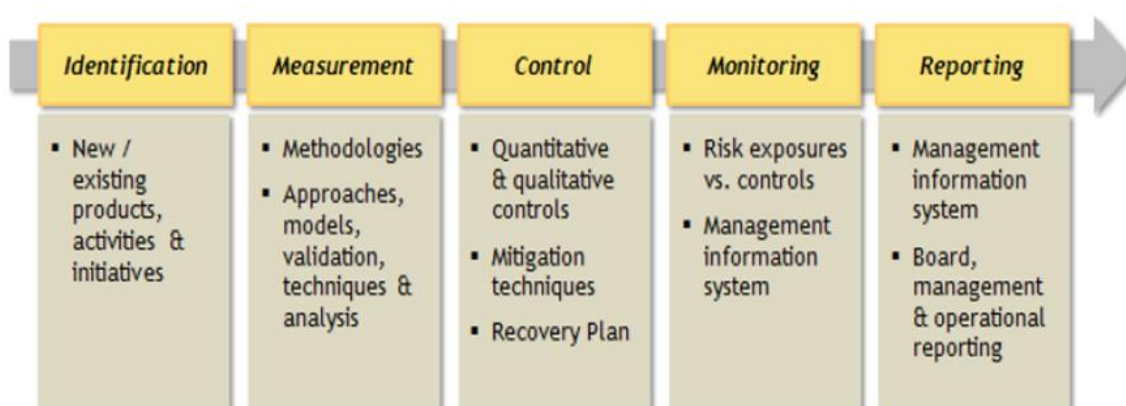 Identification
Measurement
Control
Monitoring
Reporting
▪ New /
existing
products,
activities &
initiatives
▪ Methodologies
▪ Approaches,
models,
validation,
techniques &
analysis
▪ Quantitative
& qualitative
controls
▪ Mitigation
techniques
▪ Recovery Plan
▪ Risk exposures
vs. controls
▪ Management
information
system
▪ Management
information
system
▪ Board,
management
& operational
reporting